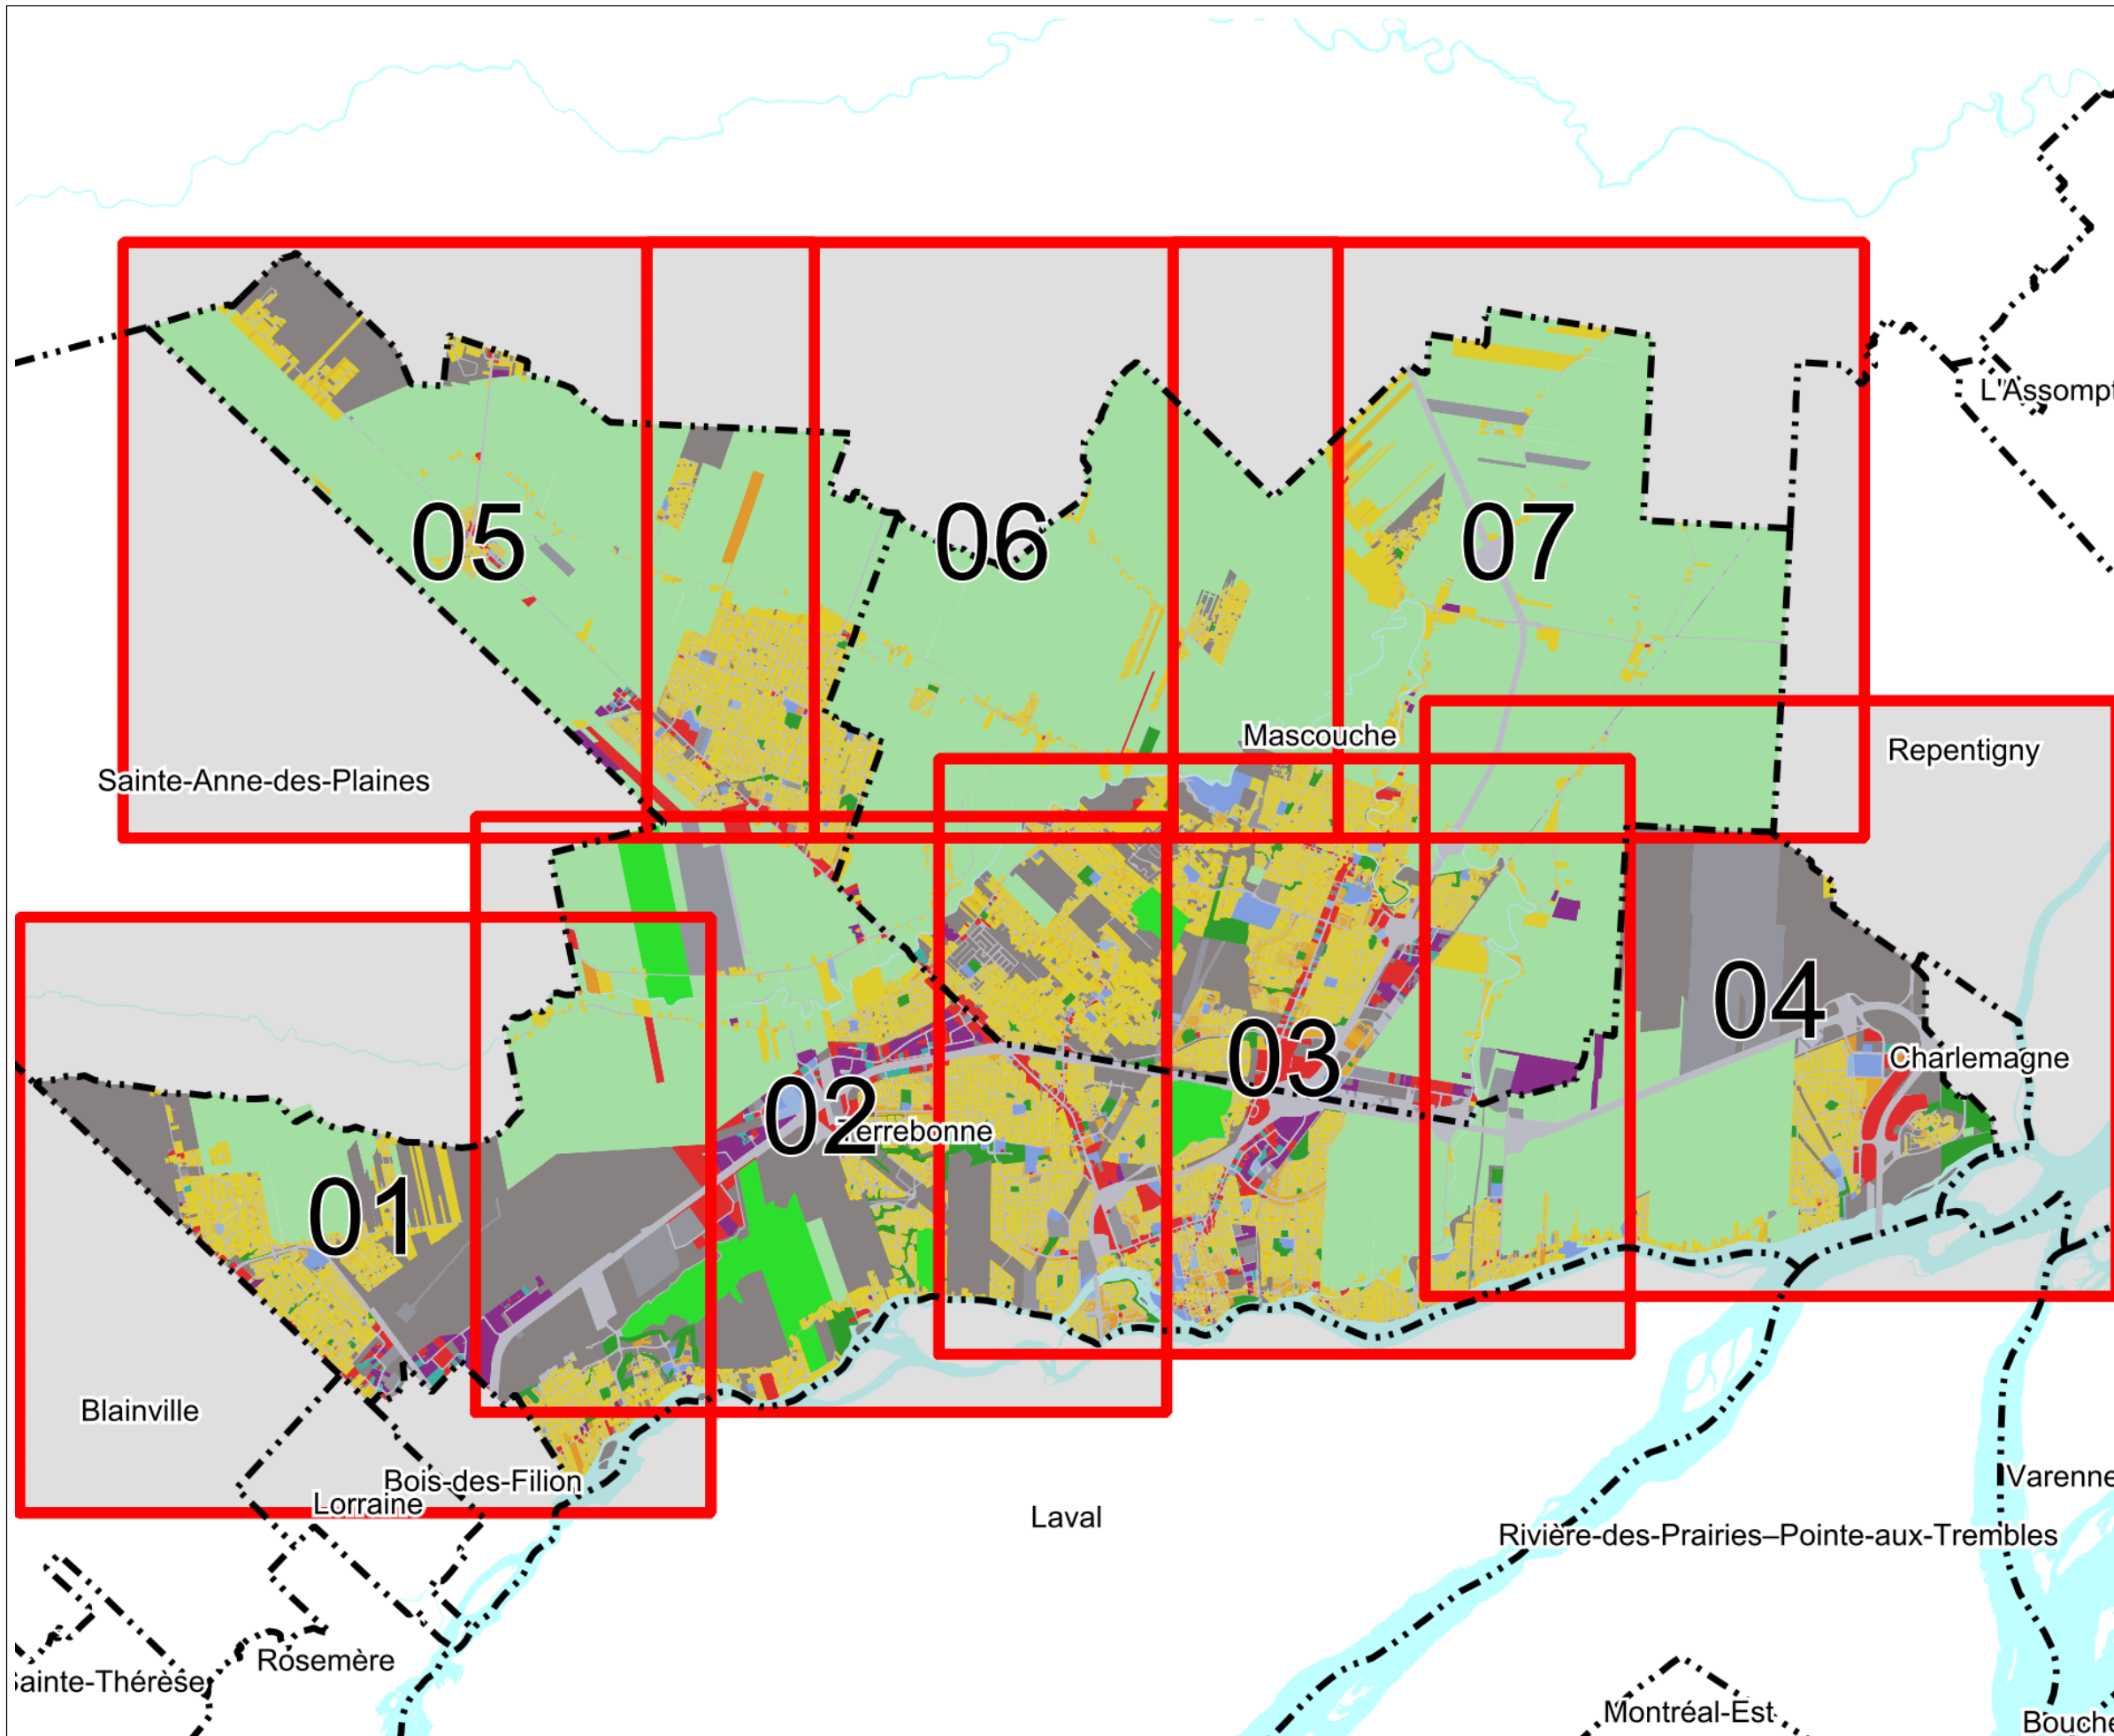 L'Assompt
05
06
07
Mascouche
Repentigny
Sainte-Anne-des-Plaines
04
03
Charlemagne
02
Terrebonne
01
Blainville
Bois-des-Filion
Varenne
Lorraine
Laval
Rivière-des-Prairies–Pointe-aux-Trembles
Rosemère
ainte-Thérèse
Montréal-Est
Bouche